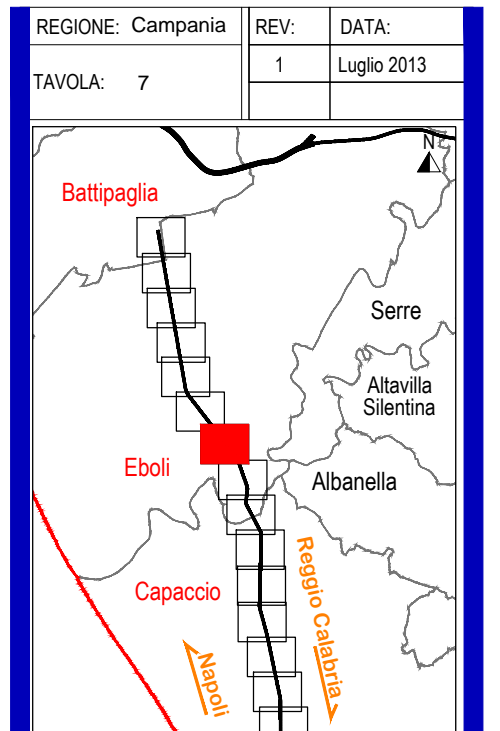 REGIONE: Campania
REV:
DATA:
TAVOLA: 7
1
Luglio 2013
N
Battipaglia
Serre
Altavilla
Silentina
Eboli
Albanella
Capaccio
Reggio Calabria
Napoli